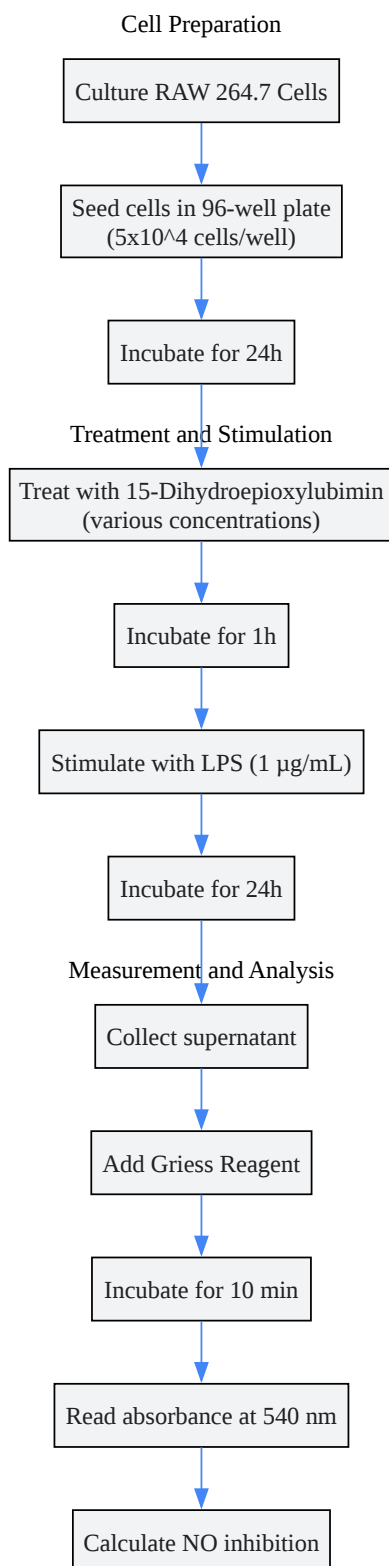 Cell Preparation
Culture RAW 264.7 Cells
Seed cells in 96-well plate
(5x10^4 cells/well)
Incubate for 24h
Treatment and Stimulation
Treat with 15-Dihydroepioxylubimin
(various concentrations)
Incubate for 1h
Stimulate with LPS (1 µg/mL)
Incubate for 24h
Measurement and Analysis
Collect supernatant
Add Griess Reagent
Incubate for 10 min
Read absorbance at 540 nm
Calculate NO inhibition